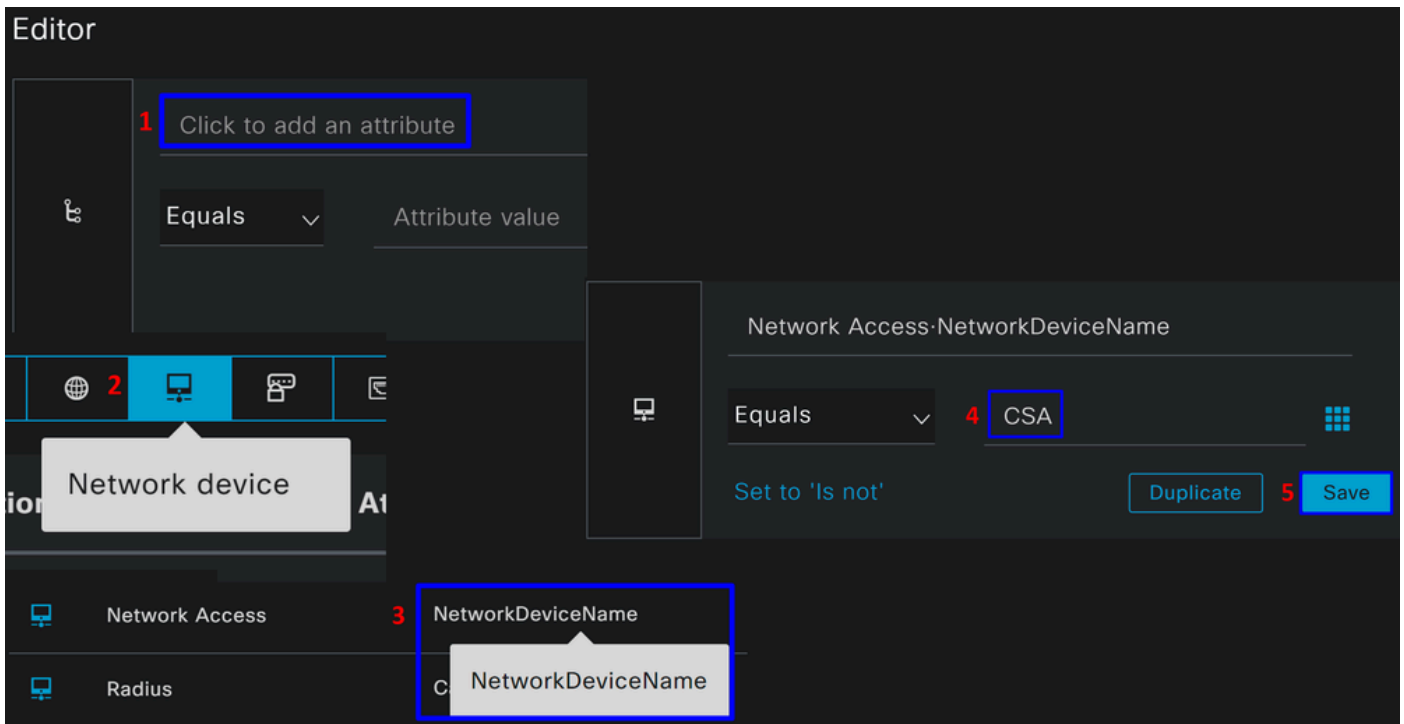 Editor
1 Click to add an attribute
Equals Attribute value
Network Access·NetworkDeviceName
2
Equals 4 CSA
Network device
Set to 'Is not' Duplicate 5 Save
Network Access 3 NetworkDeviceName
Radius NetworkDeviceName